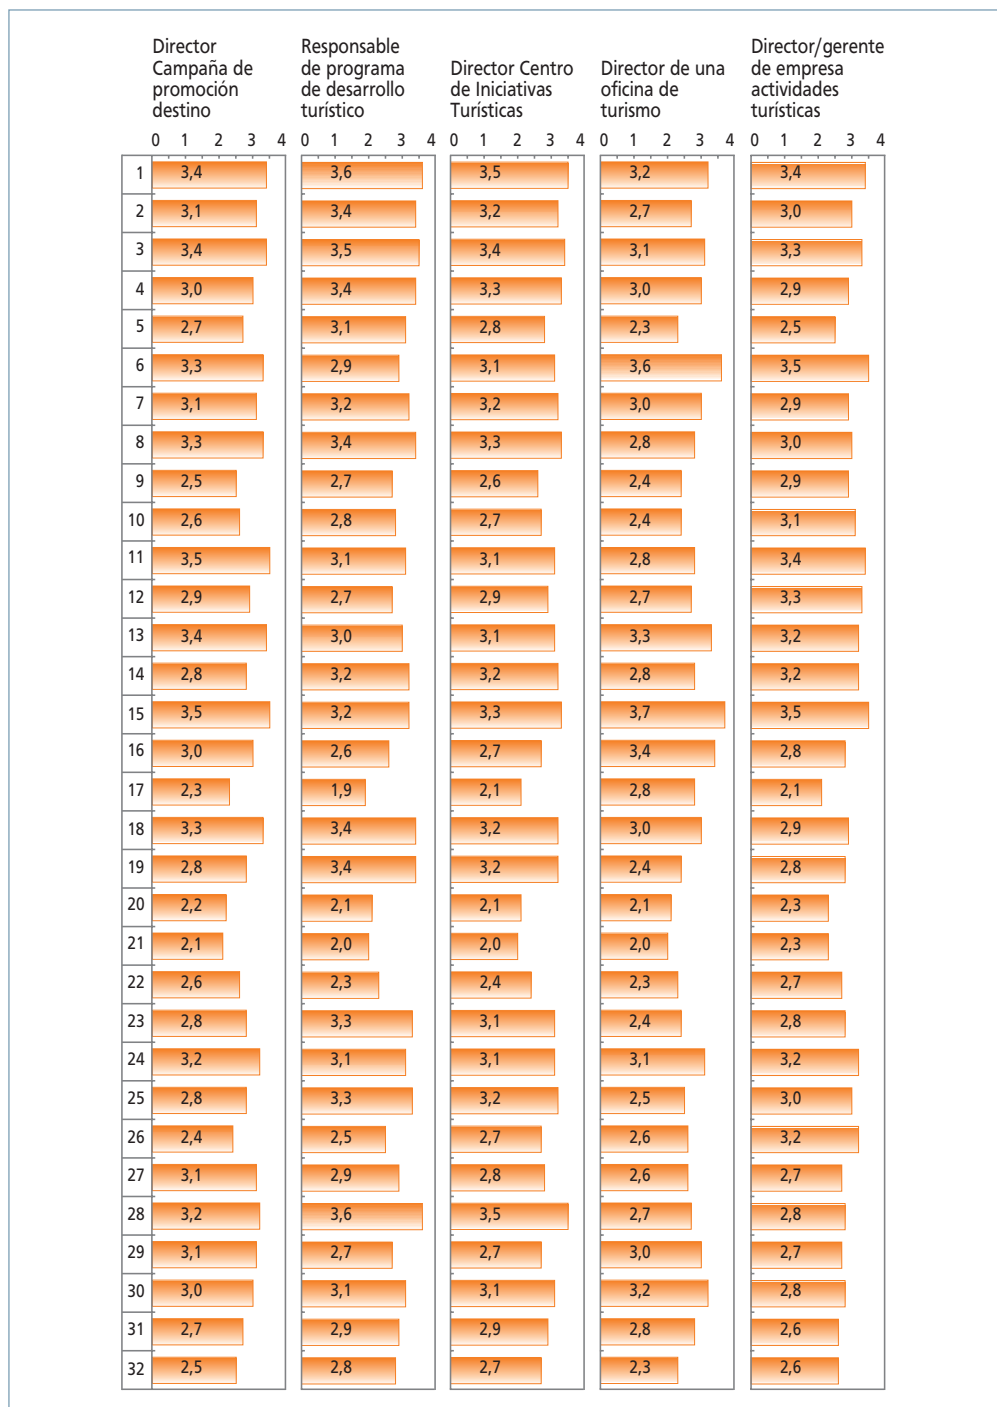 Director
Campaña de
promoción
destino
Responsable
de programa
de desarrollo
turístico
Director Centro
de Iniciativas
Turísticas
Director de una
oficina de
turismo
Director/gerente
de empresa
actividades
turísticas
0 1 2 3 4 0 1 2 3 4 0 1 2 3 4 0 1 2 3 4 0 1 2 3 4
1 3,4 3,6 3,5 3,2 3,4
2 3,1 3,4 3,2 2,7 3,0
3 3,4 3,5 3,4 3,1 3,3
4 3,0 3,4 3,3 3,0 2,9
5 2,7 3,1 2,8 2,3 2,5
6 3,3 2,9 3,1 3,6 3,5
7 3,1 3,2 3,2 3,0 2,9
8 3,3 3,4 3,3 2,8 3,0
9 2,5 2,7 2,6 2,4 2,9
10 2,6 2,8 2,7 2,4 3,1
11 3,5 3,1 3,1 2,8 3,4
12 2,9 2,7 2,9 2,7 3,3
13 3,4 3,0 3,1 3,3 3,2
14 2,8 3,2 3,2 2,8 3,2
15 3,5 3,2 3,3 3,7 3,5
16 3,0 2,6 2,7 3,4 2,8
17 2,3 1,9 2,1 2,8 2,1
18 3,3 3,4 3,2 3,0 2,9
19 2,8 3,4 3,2 2,4 2,8
20 2,2 2,1 2,1 2,1 2,3
21 2,1 2,0 2,0 2,0 2,3
22 2,6 2,3 2,4 2,3 2,7
23 2,8 3,3 3,1 2,4 2,8
24 3,2 3,1 3,1 3,1 3,2
25 2,8 3,3 3,2 2,5 3,0
26 2,4 2,5 2,7 2,6 3,2
27 3,1 2,9 2,8 2,6 2,7
28 3,2 3,6 3,5 2,7 2,8
29 3,1 2,7 2,7 3,0 2,7
30 3,0 3,1 3,1 3,2 2,8
31 2,7 2,9 2,9 2,8 2,6
32 2,5 2,8 2,7 2,3 2,6